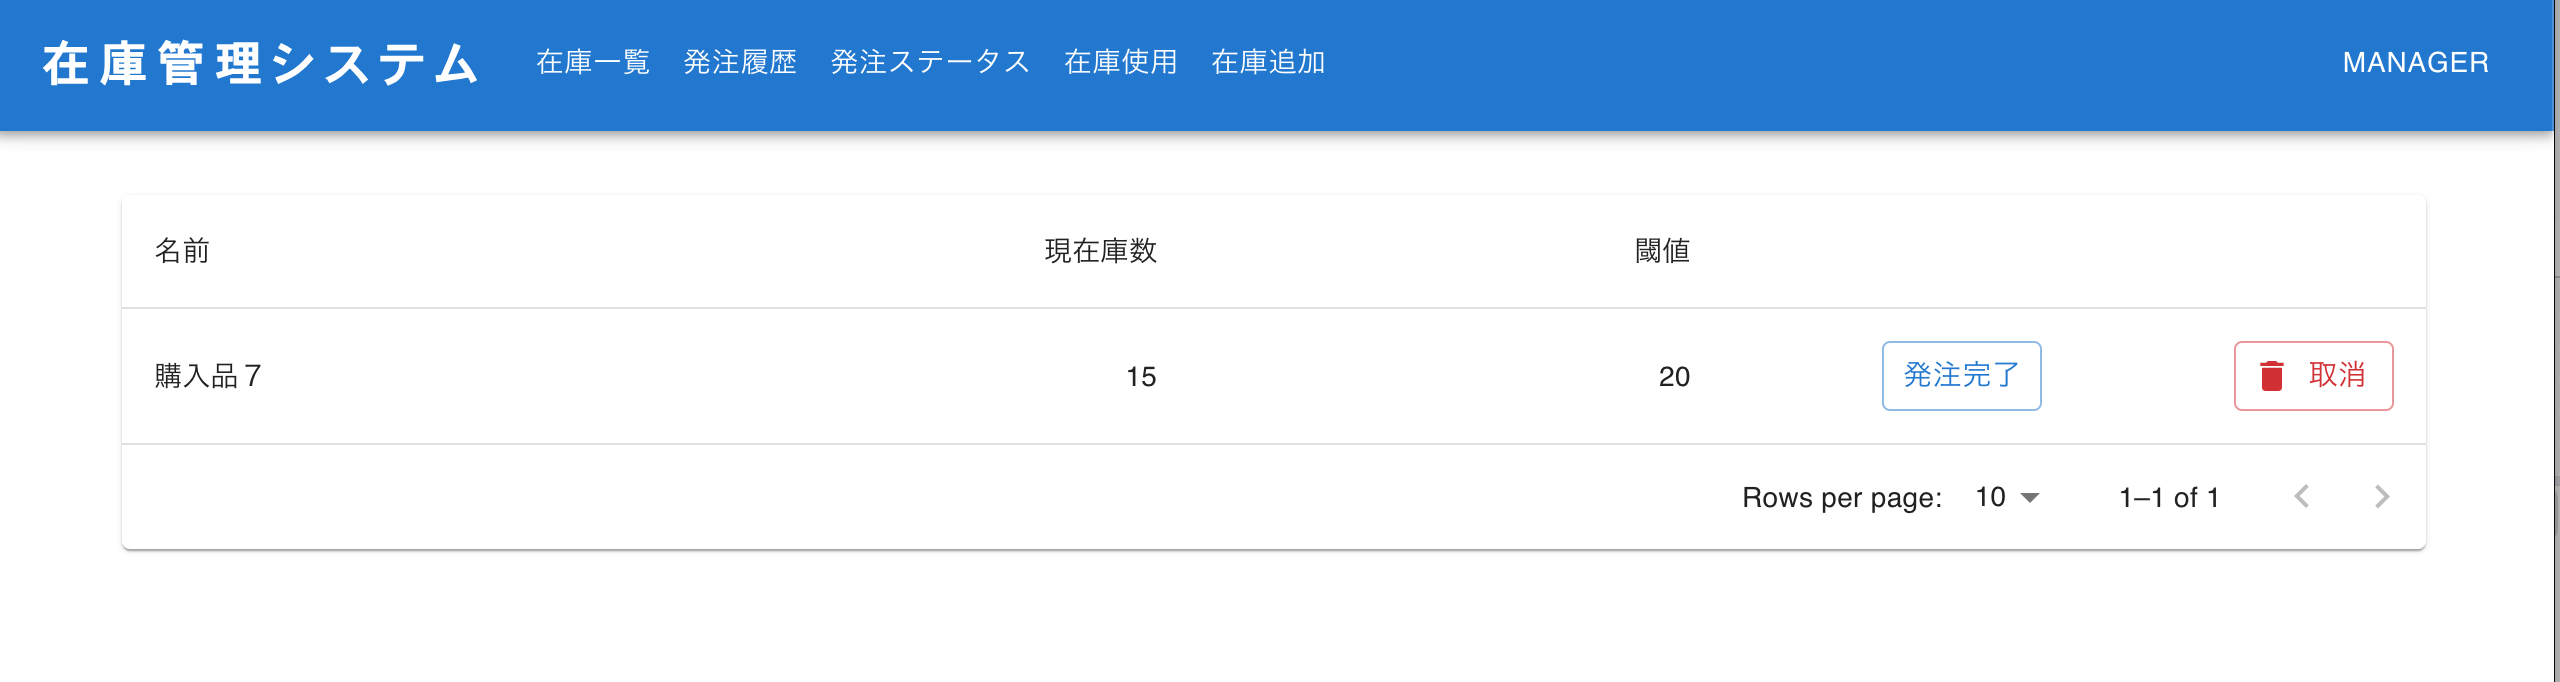 在庫管理システム 在庫一覧 発注履歴 発注ステータス 在庫使用 在庫追加 MANAGER
名前 現在庫数 閾値
購入品７ 15 20 発注完了 取消
Rows per page: 10 1–1 of 1